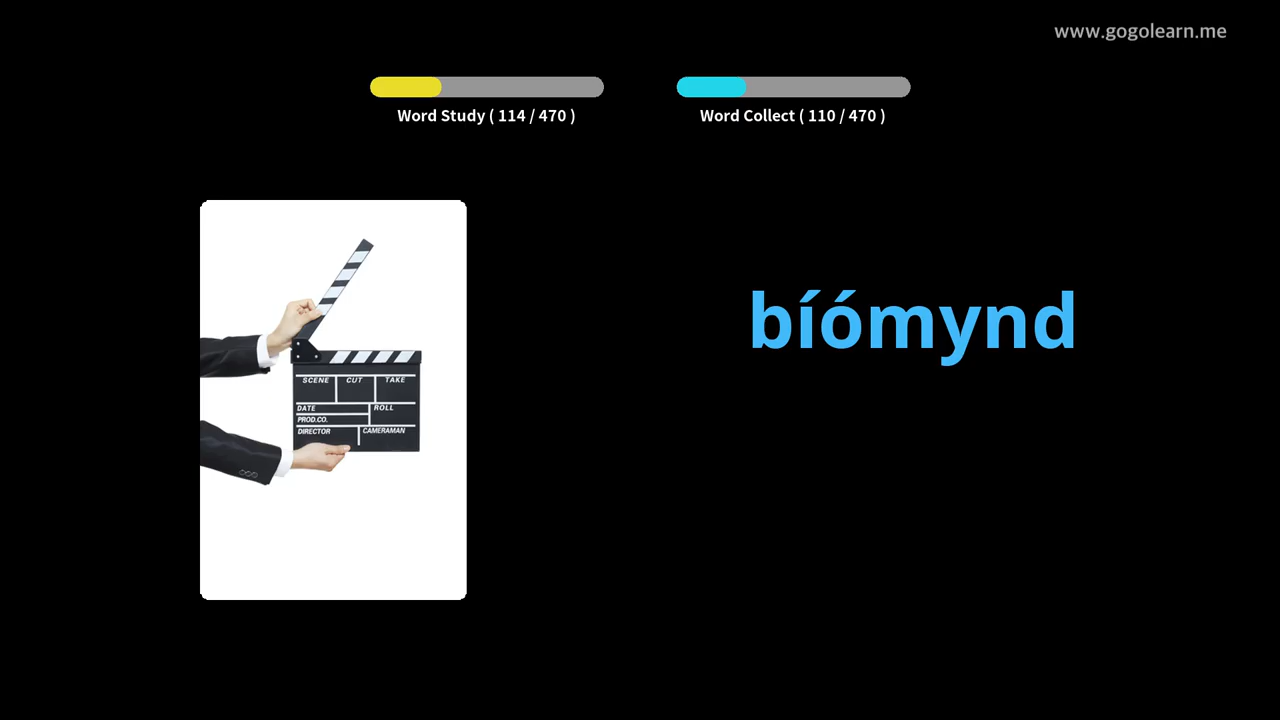 www.gogolearn.me
Word Study ( 114 / 470 )
Word Collect ( 110 / 470 )
bíómynd
SCENE CUT TAKE
DATE ROLL
PROD.CO.
DIRECTOR CAMERAMAN